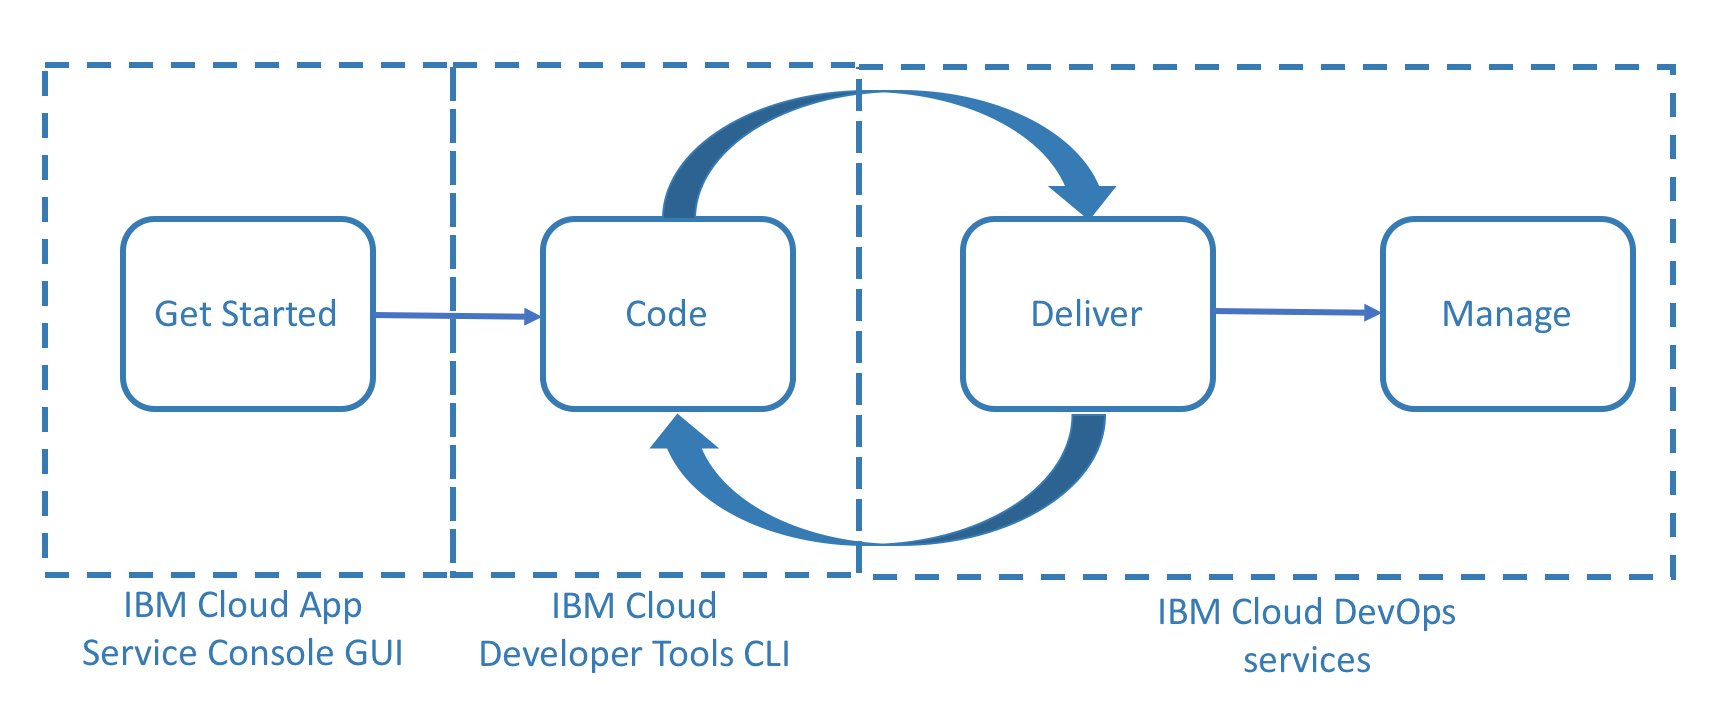 Get Started
Code
Deliver
Manage
IBM Cloud App
Service Console GUI
IBM Cloud
Developer Tools CLI
IBM Cloud DevOps
services